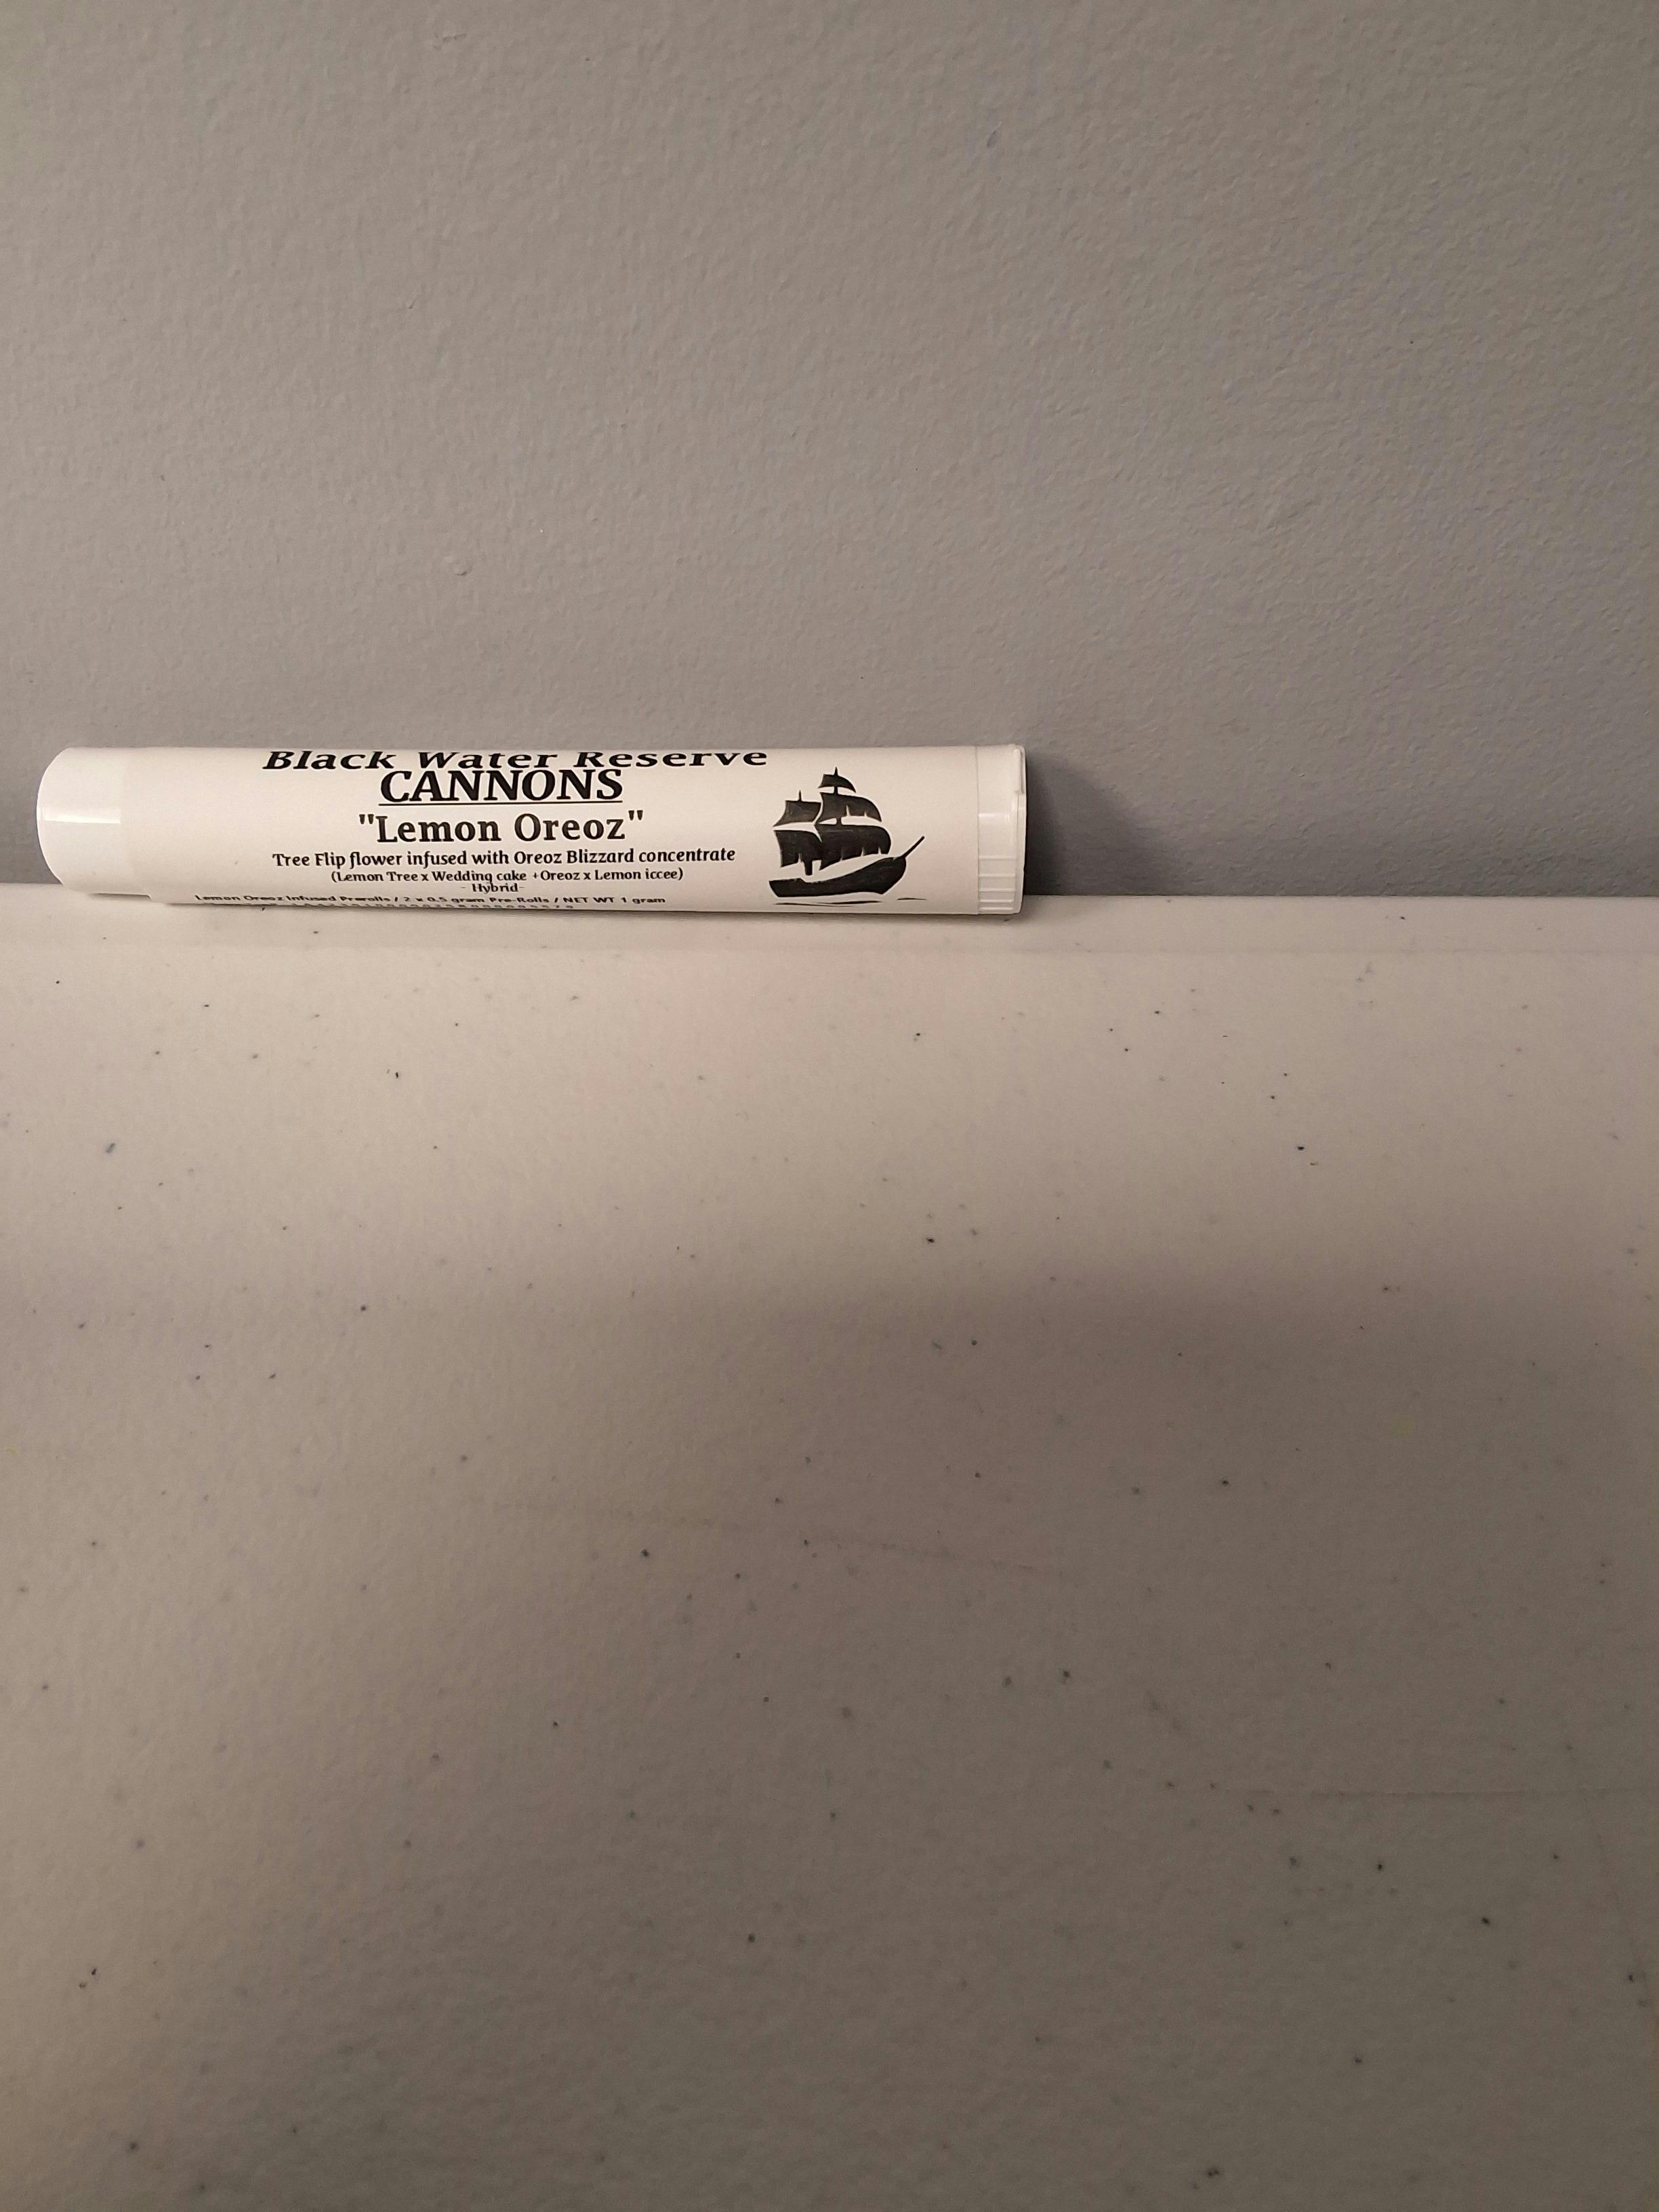 Black Water Reserve
CANNONS
"Lemon Oreoz"
Tree Flip flower infused with Oreoz Blizzard concentrate
(Lemon Tree x Wedding cake +Oreoz x Lemon iccee)
- Hybrid-
Lemon Oreoz Infused Prerolls / 2 x 0.5 gram Pre-Rolls / NET WT 1 gram